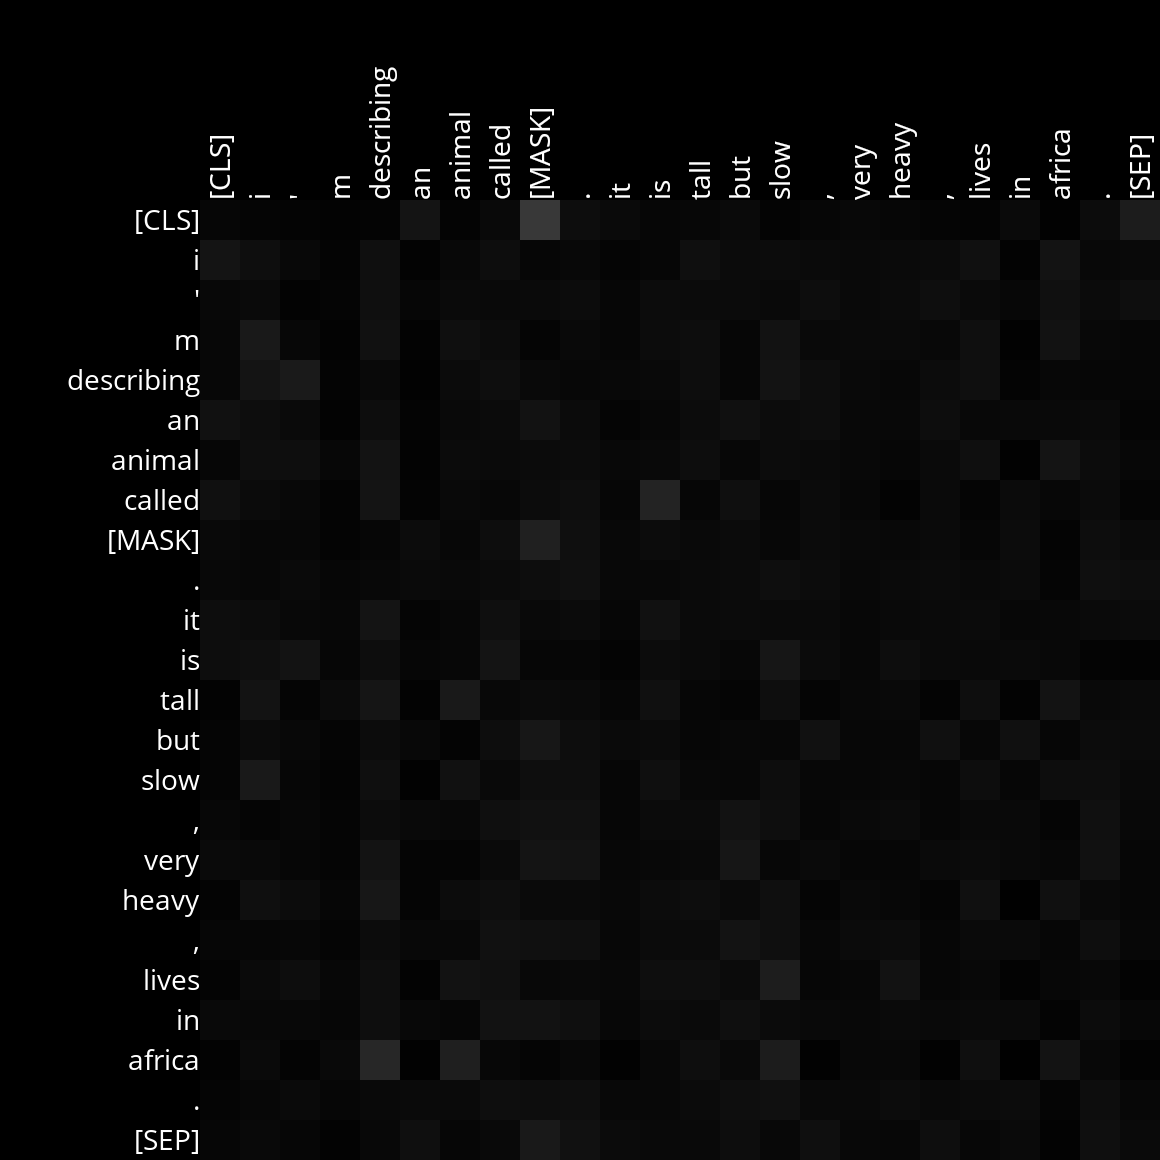 [CLS] i ' m describing an animal called [MASK] . it is tall but slow , very heavy , lives in africa . [SEP]
[CLS]
i
'
m
describing
an
animal
called
[MASK]
.
it
is
tall
but
slow
,
very
heavy
,
lives
in
africa
.
[SEP]